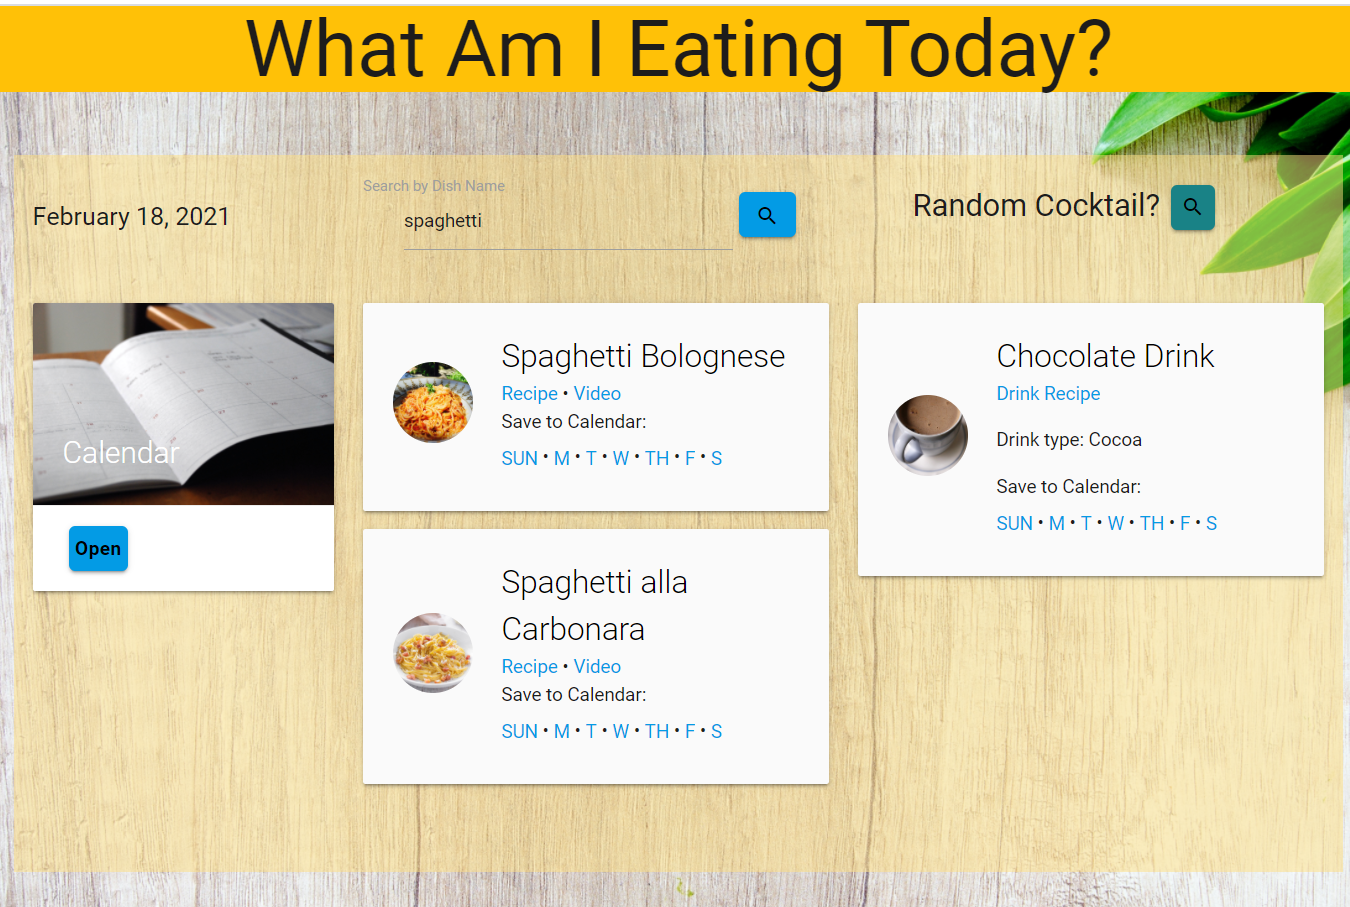 What Am I Eating Today?
February 18, 2021
Search by Dish Name
spaghetti
Random Cocktail?
Calendar
Open
Spaghetti Bolognese
Recipe • Video
Save to Calendar:
SUN • M • T • W • TH • F • S
Spaghetti alla
Carbonara
Recipe • Video
Save to Calendar:
SUN • M • T • W • TH • F • S
Chocolate Drink
Drink Recipe
Drink type: Cocoa
Save to Calendar:
SUN • M • T • W • TH • F • S